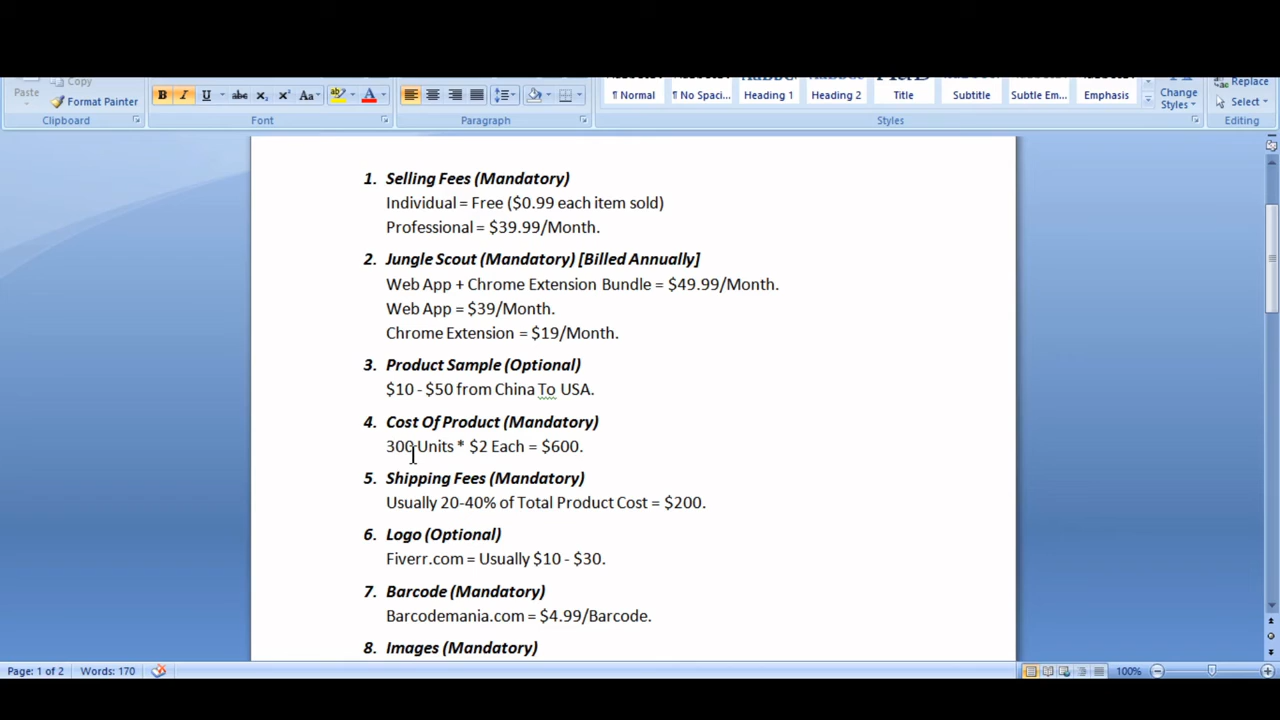 Copy
Paste
Format Painter
Clipboard
B I U abc x₂ x² Aa A
Font
Paragraph
¶ Normal
¶ No Spaci...
Heading 1
Heading 2
Title
Subtitle
Subtle Em...
Emphasis
Change Styles
Styles
Replace
Select
Editing
1. Selling Fees (Mandatory)
Individual = Free ($0.99 each item sold)
Professional = $39.99/Month.
2. Jungle Scout (Mandatory) [Billed Annually]
Web App + Chrome Extension Bundle = $49.99/Month.
Web App = $39/Month.
Chrome Extension = $19/Month.
3. Product Sample (Optional)
$10 - $50 from China To USA.
4. Cost Of Product (Mandatory)
300 Units * $2 Each = $600.
5. Shipping Fees (Mandatory)
Usually 20-40% of Total Product Cost = $200.
6. Logo (Optional)
Fiverr.com = Usually $10 - $30.
7. Barcode (Mandatory)
Barcodemania.com = $4.99/Barcode.
8. Images (Mandatory)
Page: 1 of 2
Words: 170
100%